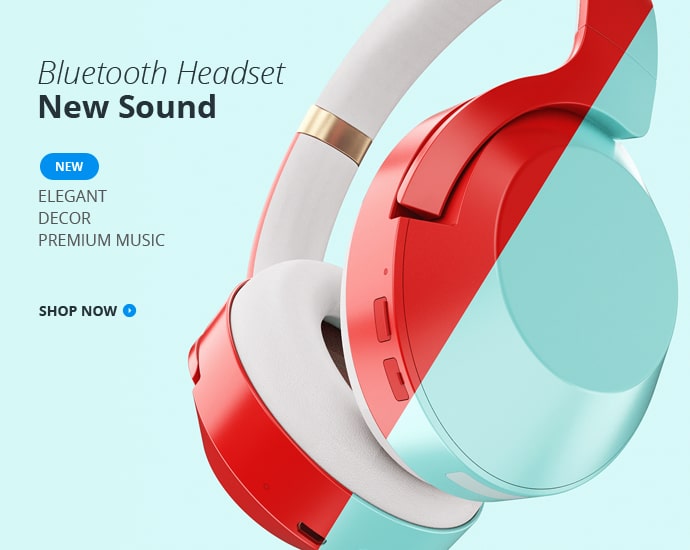 Bluetooth Headset
New Sound
NEW
ELEGANT
DECOR
PREMIUM MUSIC
SHOP NOW